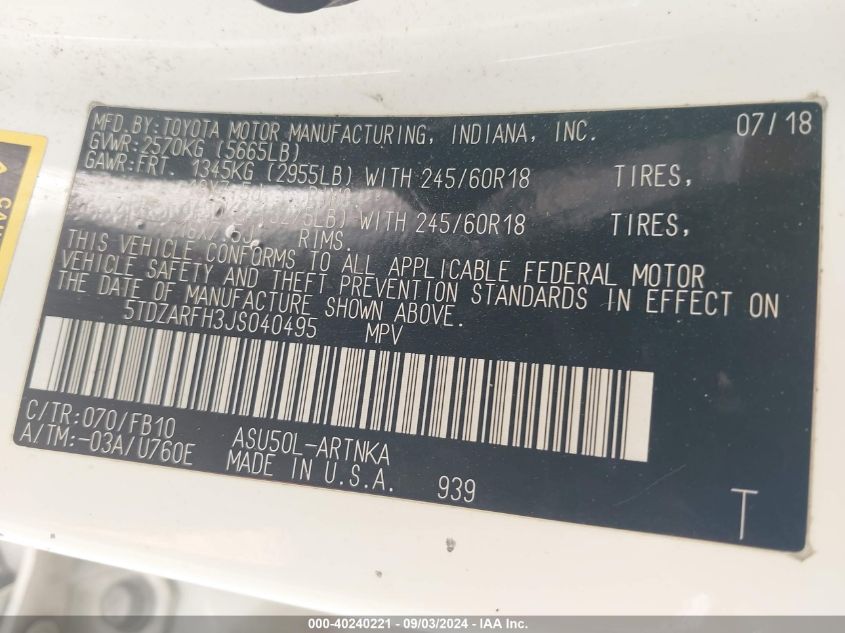 MFD.BY:TOYOTA MOTOR MANUFACTURING, INDIANA, INC. 07/18
GVWR:2570KG (5665LB)
GAWR:FRT. 1345KG (2955LB) WITH 245/60R18 TIRES,
WITH 245/60R18 TIRES,
RIMS.
THIS VEHICLE CONFORMS TO ALL APPLICABLE FEDERAL MOTOR
VEHICLE SAFETY AND THEFT PREVENTION STANDARDS IN EFFECT ON
THE DATE OF MANUFACTURE SHOWN ABOVE.
5TDZARFH3JS040495 MPV
C/TR:070/FB10 ASU50L-ARTNKA
A/TM:-03A/U760E MADE IN U.S.A. 939
T
000-40240221 - 09/03/2024 - IAA Inc.